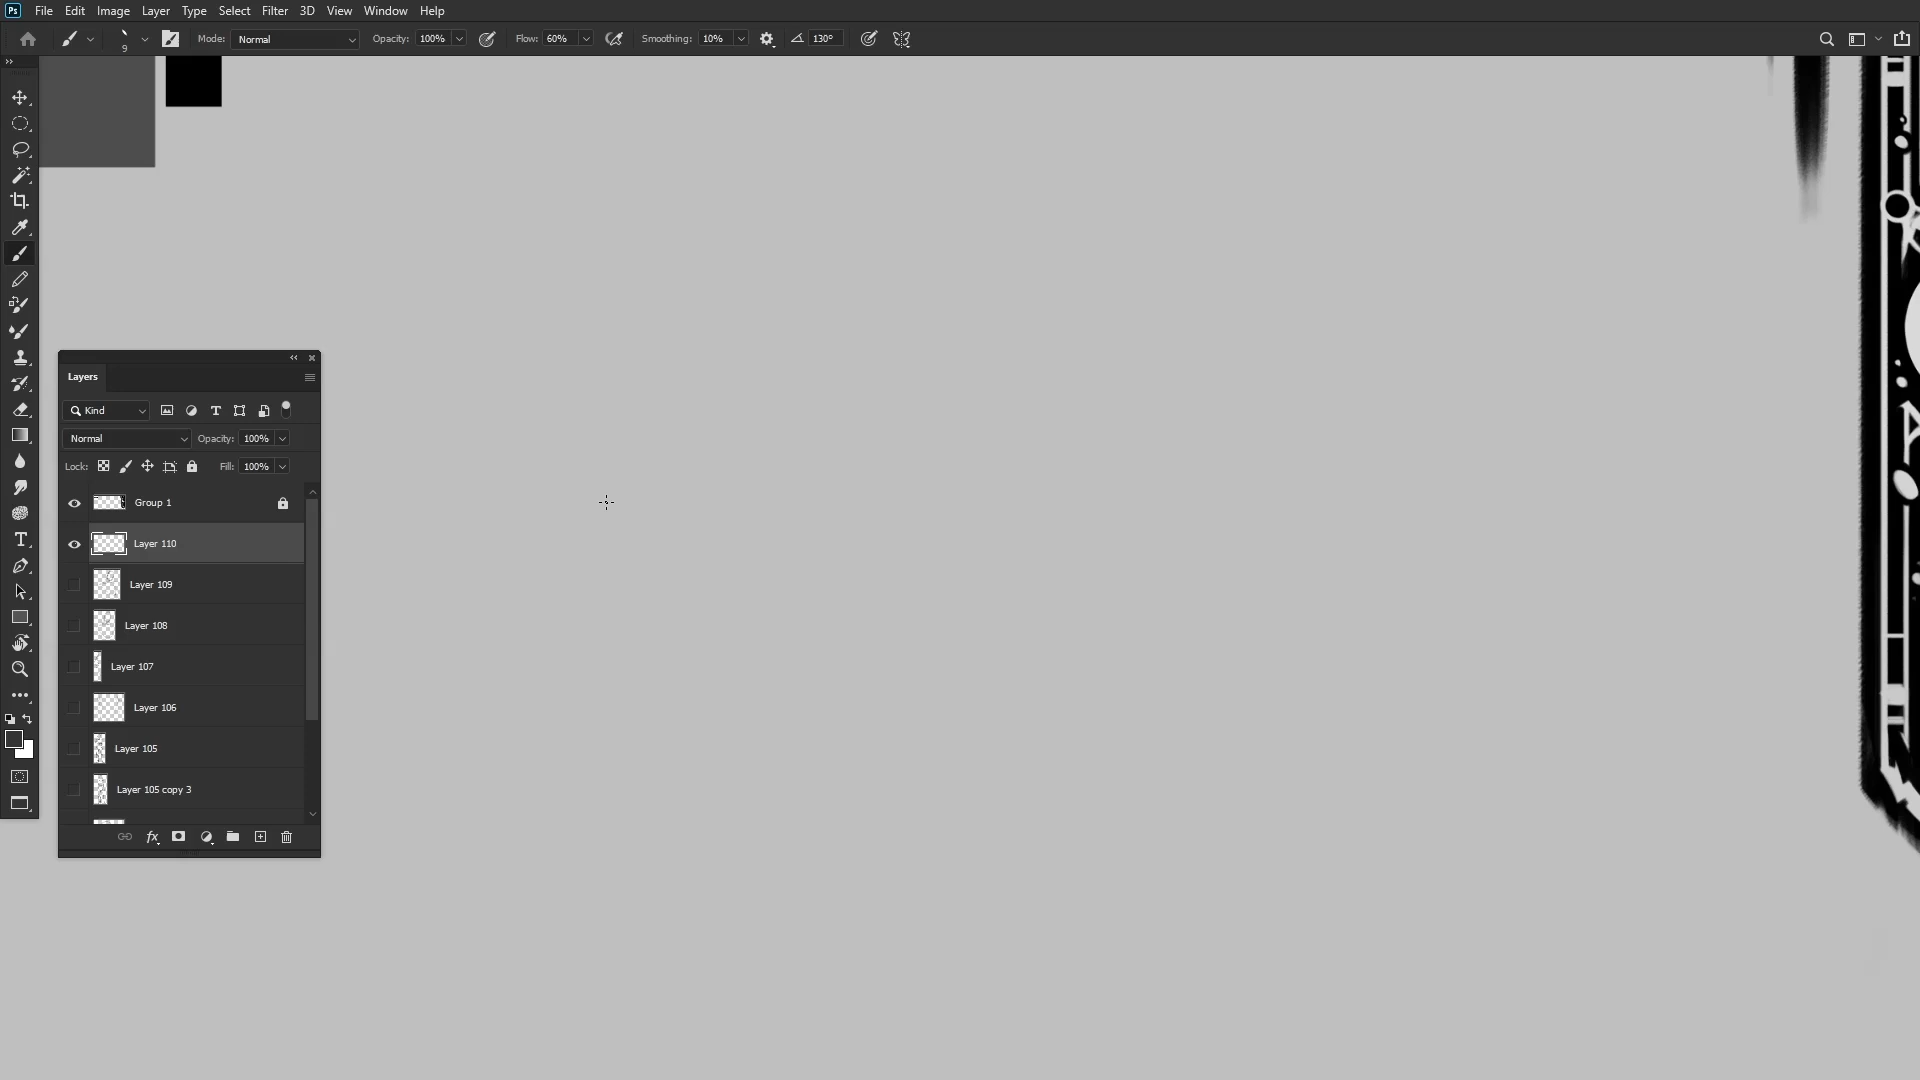 Ps File Edit Image Layer Type Select Filter 3D View Window Help
9 Mode: Normal Opacity: 100% Flow: 60% Smoothing: 10% 130°
Layers
Kind
Normal Opacity: 100%
Lock: Fill: 100%
Group 1
Layer 110
Layer 109
Layer 108
Layer 107
Layer 106
Layer 105
Layer 105 copy 3
fx